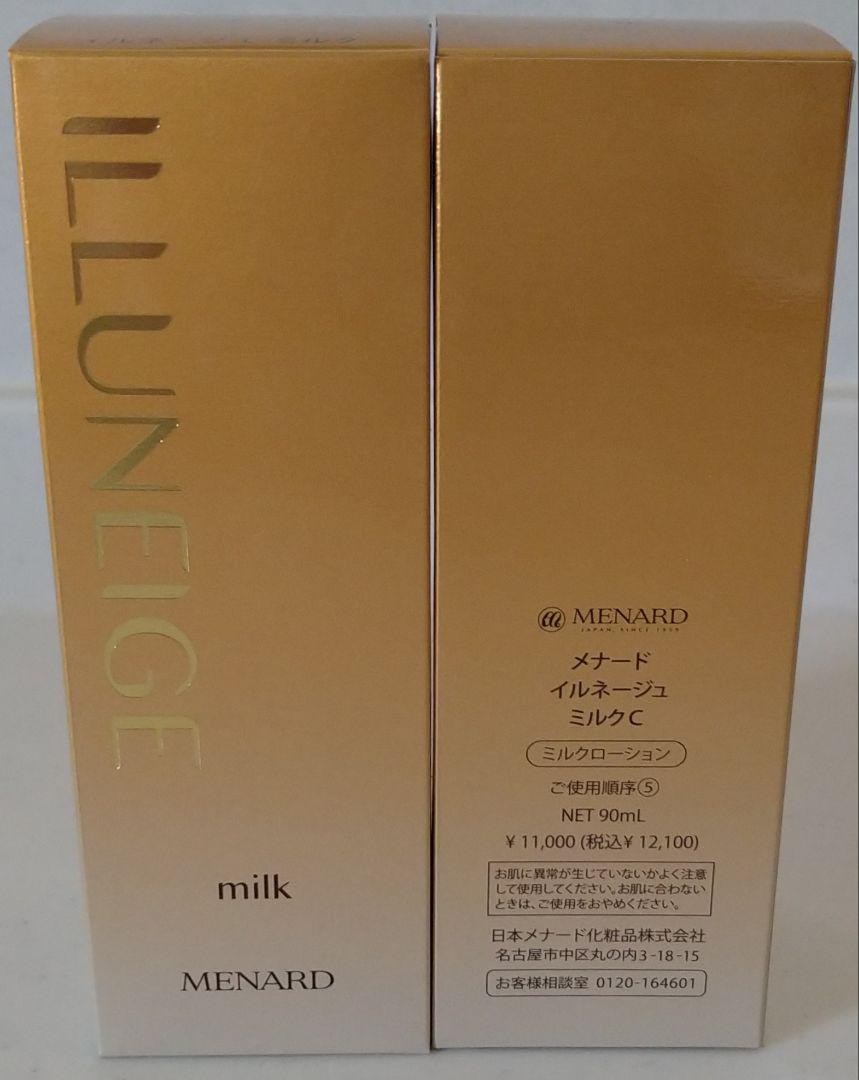 ILLUNEIGE
milk
MENARD
MENARD
JAPAN, SINCE 1959
メナード
イルネージュ
ミルクC
ミルクローション
ご使用順序⑤
NET 90mL
¥11,000 (税込¥12,100)
お肌に異常が生じていないかよく注意
して使用してください。お肌に合わない
ときは、ご使用をおやめください。
日本メナード化粧品株式会社
名古屋市中区丸の内3-18-15
お客様相談室 0120-164601